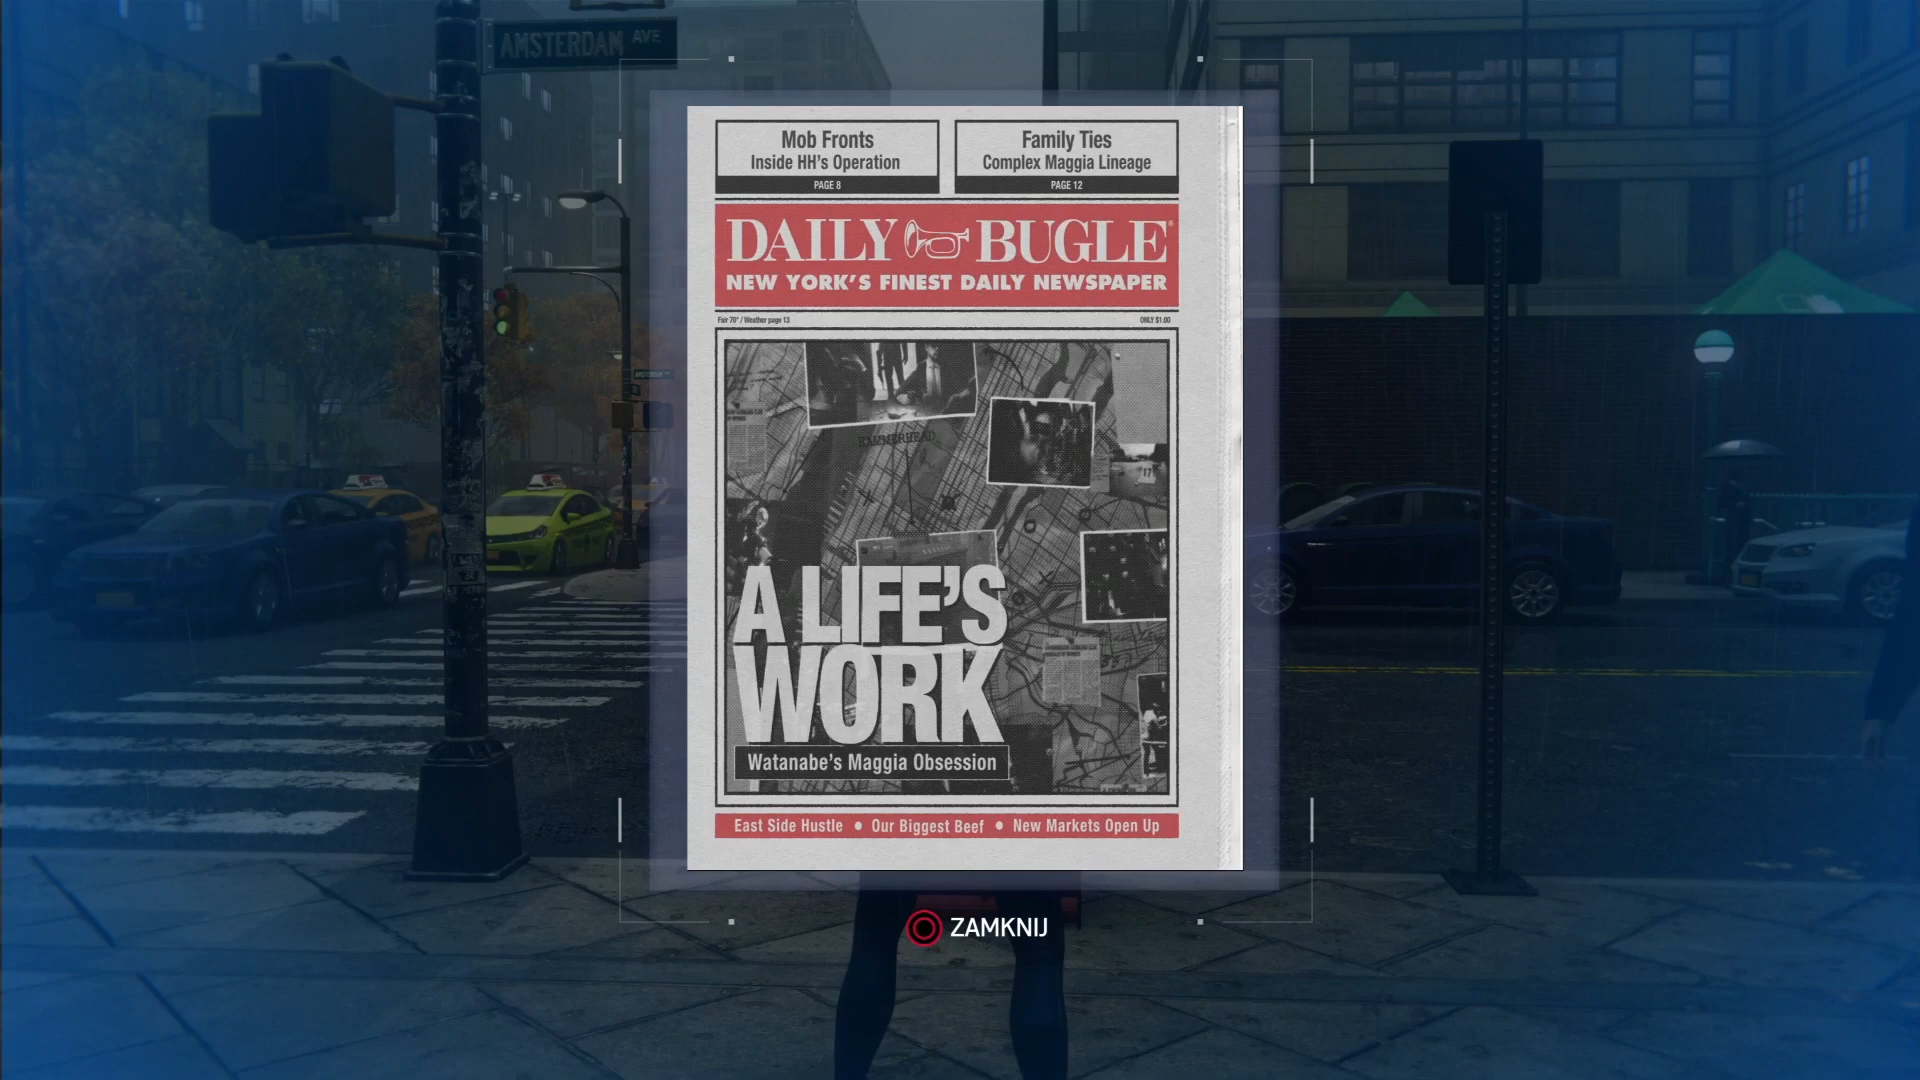 AMSTERDAM AVE
Mob Fronts
Inside HH's Operation
PAGE 8
Family Ties
Complex Maggia Lineage
PAGE 12
DAILY BUGLE
NEW YORK'S FINEST DAILY NEWSPAPER
Fair 70° / Weather page 13
ONLY $1.00
HAMMERHEAD
17
A LIFE'S
WORK
Watanabe's Maggia Obsession
East Side Hustle • Our Biggest Beef • New Markets Open Up
ZAMKNIJ